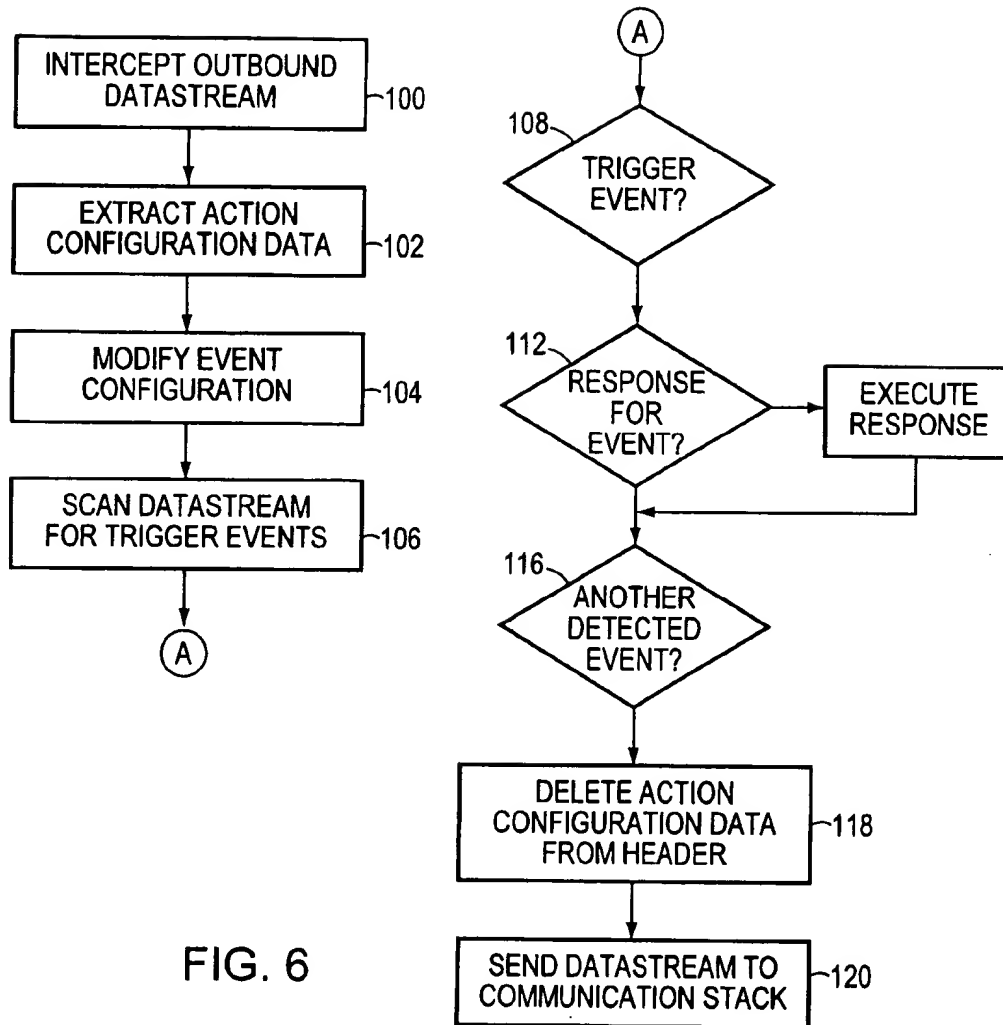 INTERCEPT OUTBOUND
DATASTREAM
100
EXTRACT ACTION
CONFIGURATION DATA
102
MODIFY EVENT
CONFIGURATION
104
SCAN DATASTREAM
FOR TRIGGER EVENTS
106
A
A
108
TRIGGER
EVENT?
112
RESPONSE
FOR
EVENT?
EXECUTE
RESPONSE
116
ANOTHER
DETECTED
EVENT?
DELETE ACTION
CONFIGURATION DATA
FROM HEADER
118
SEND DATASTREAM TO
COMMUNICATION STACK
120
FIG. 6